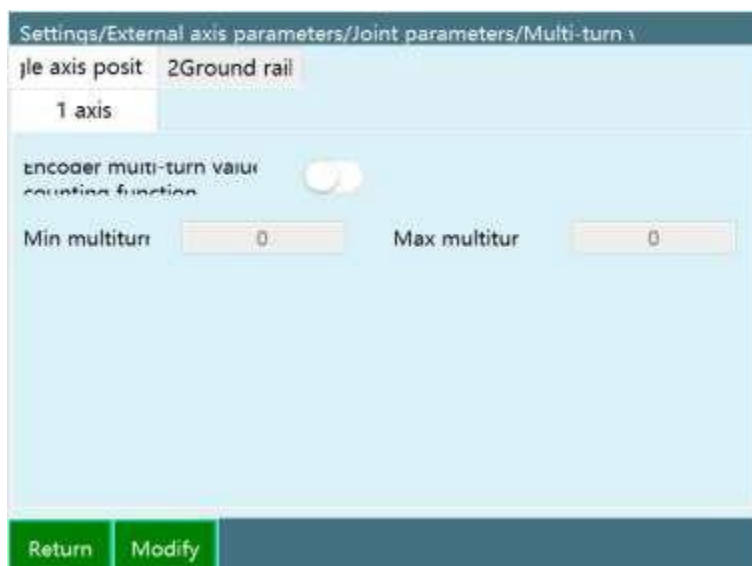 Settings/External axis parameters/Joint parameters/Multi-turn
gle axis posit 2Ground rail
1 axis
Encoder multi-turn value
counting function
Min multiturn 0 Max multitur 0
Return Modify